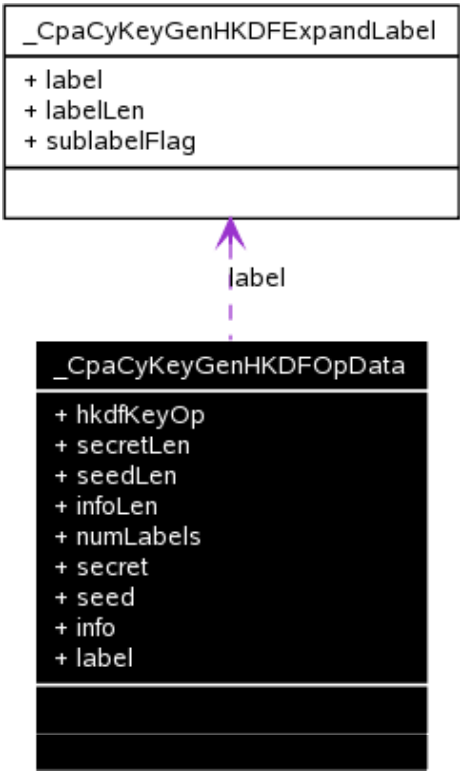 _CpaCyKeyGenHKDFExpandLabel
+ label
+ labelLen
+ sublabelFlag
label
_CpaCyKeyGenHKDFOpData
+ hkdfKeyOp
+ secretLen
+ seedLen
+ infoLen
+ numLabels
+ secret
+ seed
+ info
+ label